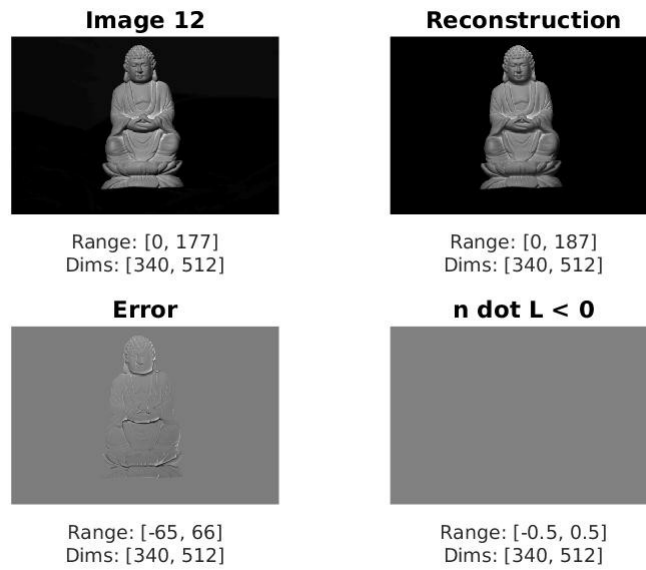 Image 12
Reconstruction
Range: [0, 177]
Dims: [340, 512]
Range: [0, 187]
Dims: [340, 512]
Error
n dot L < 0
Range: [-65, 66]
Dims: [340, 512]
Range: [-0.5, 0.5]
Dims: [340, 512]